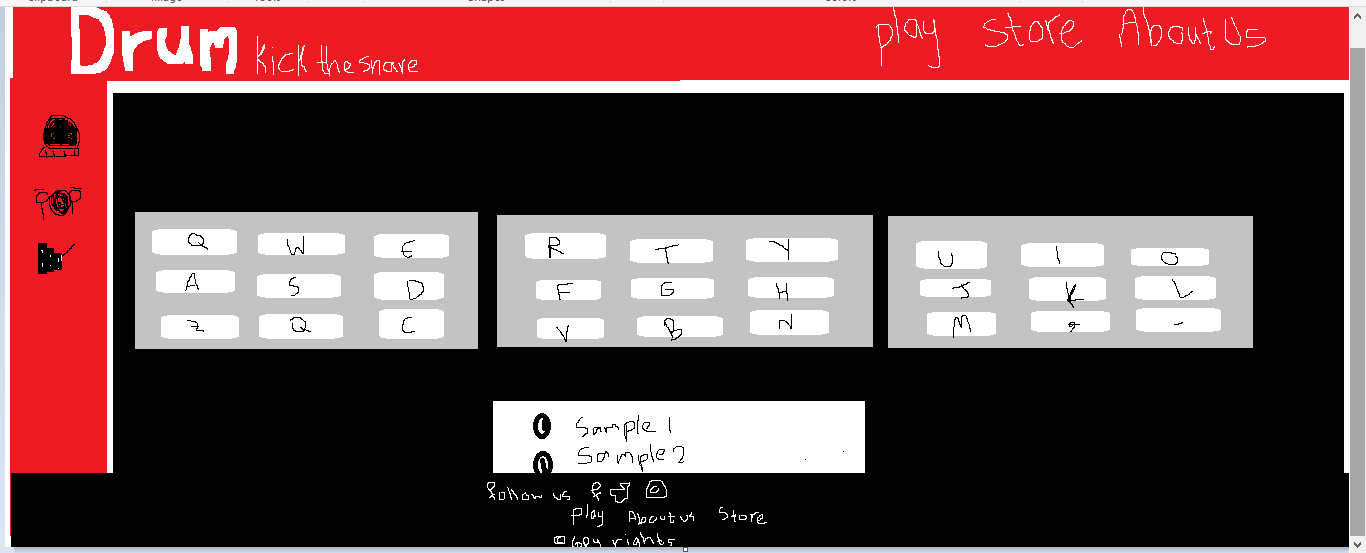 Drum Kick the snare play store About Us
Q W E R T Y U I O
A S D F G H J K L
Z Q C V B N M , -
Sample 1
Sample 2
follow us f
Play About us Store
© Copy rights